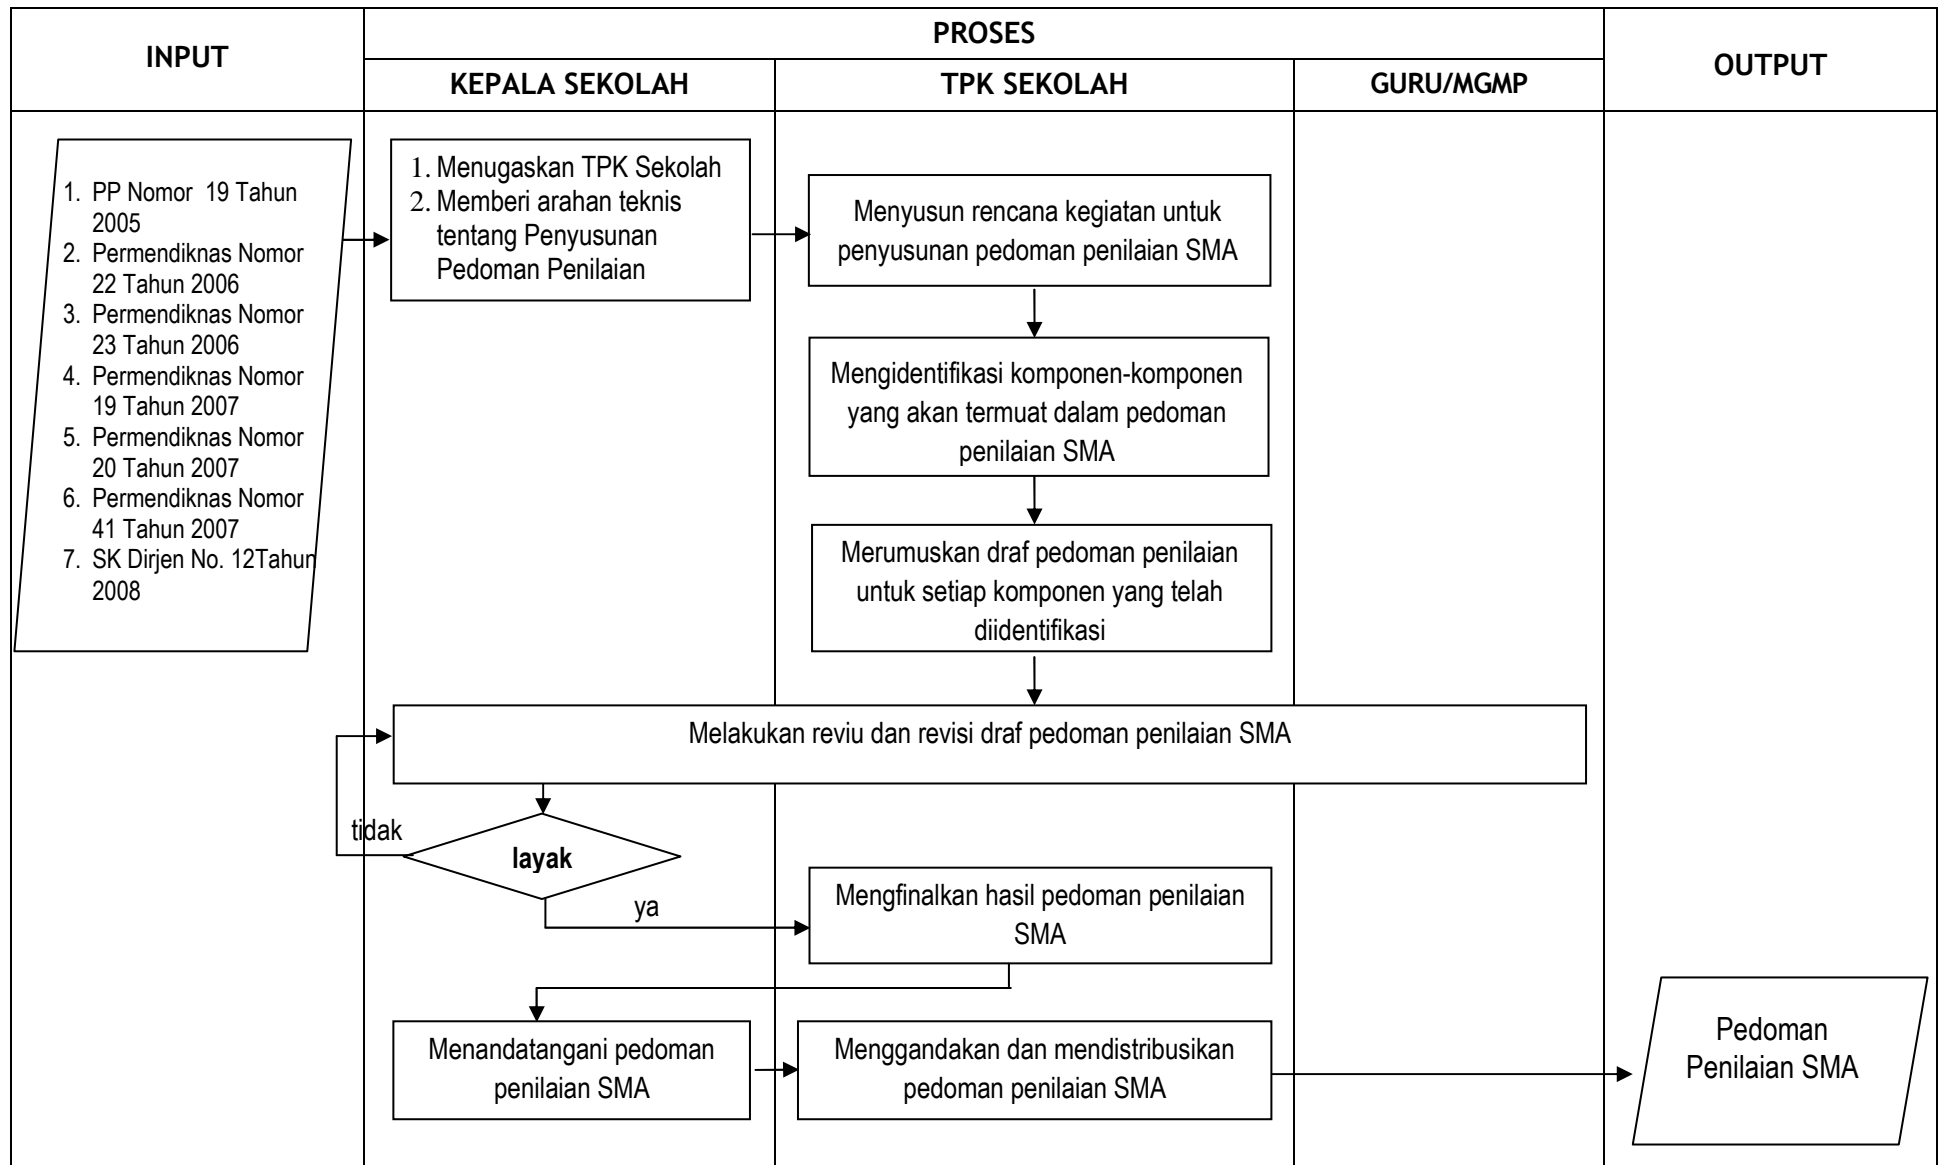 INPUT
PROSES
OUTPUT
KEPALA SEKOLAH
TPK SEKOLAH
GURU/MGMP
1. PP Nomor 19 Tahun
2005
2. Permendiknas Nomor
22 Tahun 2006
3. Permendiknas Nomor
23 Tahun 2006
4. Permendiknas Nomor
19 Tahun 2007
5. Permendiknas Nomor
20 Tahun 2007
6. Permendiknas Nomor
41 Tahun 2007
7. SK Dirjen No. 12Tahun
2008
1. Menugaskan TPK Sekolah
2. Memberi arahan teknis
tentang Penyusunan
Pedoman Penilaian
Menyusun rencana kegiatan untuk
penyusunan pedoman penilaian SMA
Mengidentifikasi komponen-komponen
yang akan termuat dalam pedoman
penilaian SMA
Merumuskan draf pedoman penilaian
untuk setiap komponen yang telah
diidentifikasi
Melakukan reviu dan revisi draf pedoman penilaian SMA
tidak
layak
ya
Mengfinalkan hasil pedoman penilaian
SMA
Menandatangani pedoman
penilaian SMA
Menggandakan dan mendistribusikan
pedoman penilaian SMA
Pedoman
Penilaian SMA